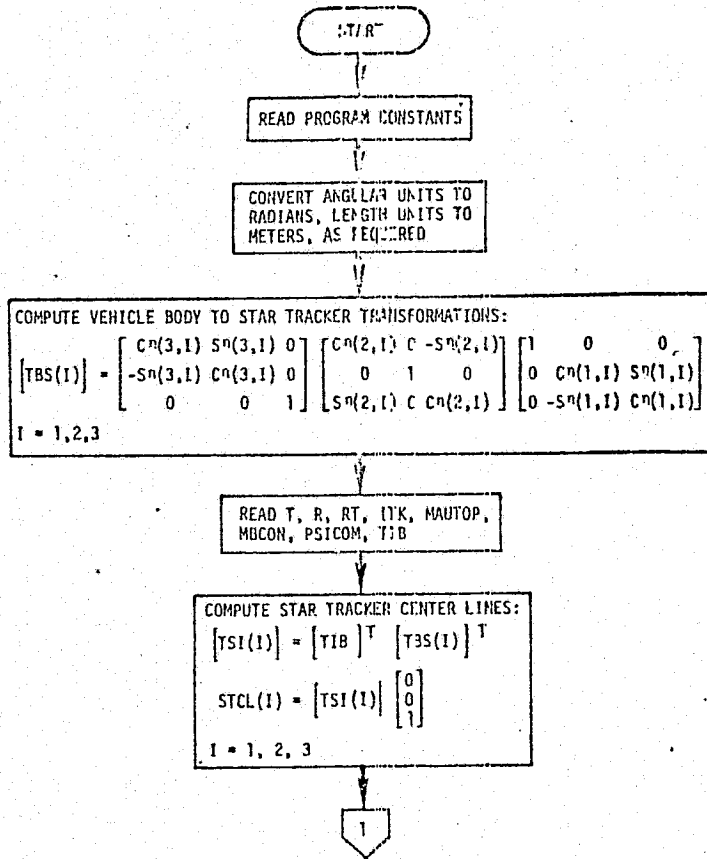 START
READ PROGRAM CONSTANTS
CONVERT ANGULAR UNITS TO
RADIANS, LENGTH UNITS TO
METERS, AS REQUIRED
COMPUTE VEHICLE BODY TO STAR TRACKER TRANSFORMATIONS:
[TBS(I)] = [Cη(3,I) Sη(3,I) 0] [Cη(2,I) 0 -Sη(2,I)] [1 0 0]
[-Sη(3,I) Cη(3,I) 0] [0 1 0] [0 Cη(1,I) Sη(1,I)]
[0 0 1] [Sη(2,I) 0 Cη(2,I)] [0 -Sη(1,I) Cη(1,I)]
I = 1,2,3
READ T, R, RT, ITK, MAUTOP,
MBCON, PSICOM, TIB
COMPUTE STAR TRACKER CENTER LINES:
[TSI(I)] = [TIB]ᵀ [TBS(I)]ᵀ
STCL(I) = [TSI(I)] [0 0 1]
I = 1, 2, 3
1